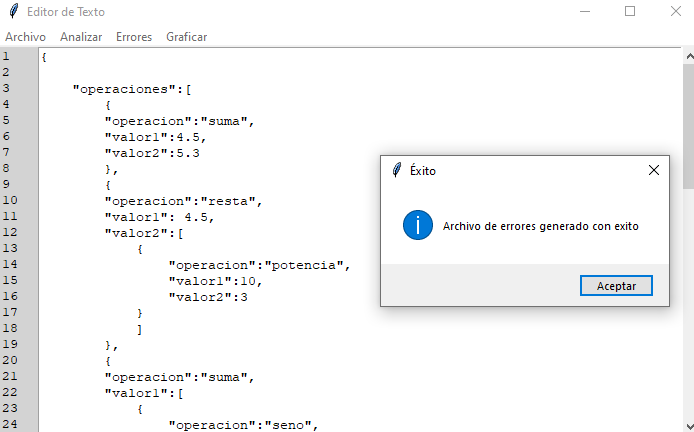 Editor de Texto
Archivo Analizar Errores Graficar
1 {
2
3 "operaciones":[
4 {
5 "operacion":"suma",
6 "valor1":4.5,
7 "valor2":5.3
8 },
9 {
10 "operacion":"resta",
11 "valor1": 4.5,
12 "valor2":[
13 {
14 "operacion":"potencia",
15 "valor1":10,
16 "valor2":3
17 }
18 ]
19 },
20 {
21 "operacion":"suma",
22 "valor1":[
23 {
24 "operacion":"seno",
Éxito
Archivo de errores generado con exito
Aceptar